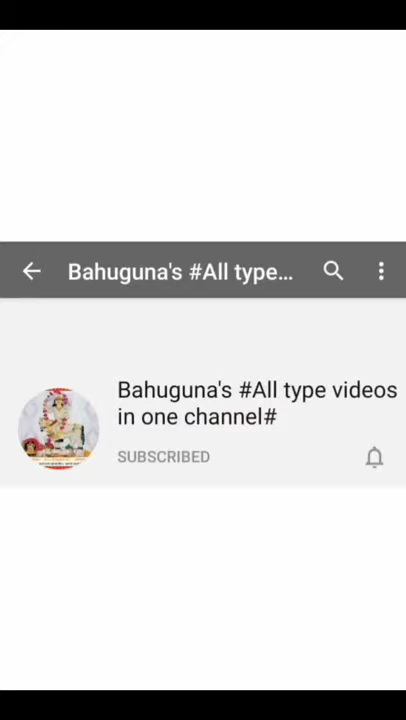 Bahuguna's #All type...
Bahuguna's #All type videos
in one channel#
SUBSCRIBED